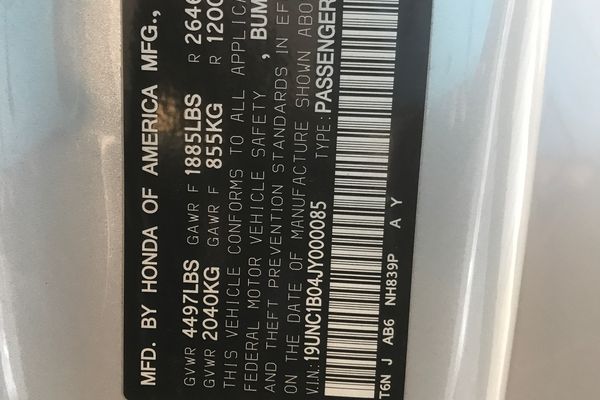 MFD. BY HONDA OF AMERICA MFG.,
GVWR 4497LBS GAWR F 1885LBS R 2646
GVWR 2040KG GAWR F 855KG R 1200
THIS VEHICLE CONFORMS TO ALL APPLICA
FEDERAL MOTOR VEHICLE SAFETY , BUM
AND THEFT PREVENTION STANDARDS IN EF
ON THE DATE OF MANUFACTURE SHOWN ABO
V.I.N.:19UNC1B04JY000085 TYPE:PASSENGER
T6N J AB6 NH839P A Y